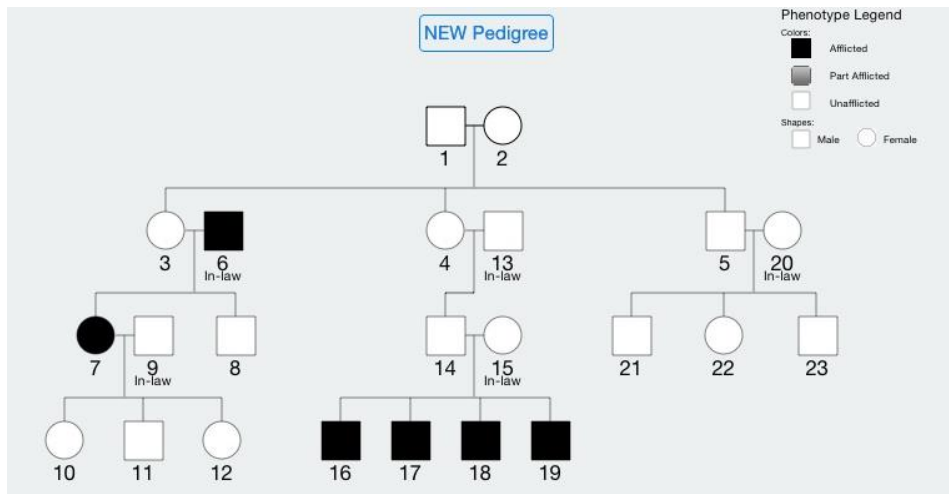 NEW Pedigree
Phenotype Legend
Colors:
Afflicted
Part Afflicted
Unafflicted
Shapes:
Male Female
1 2
3 6 4 13 5 20
In-law In-law In-law
7 9 8 14 15 21 22 23
In-law In-law
10 11 12 16 17 18 19